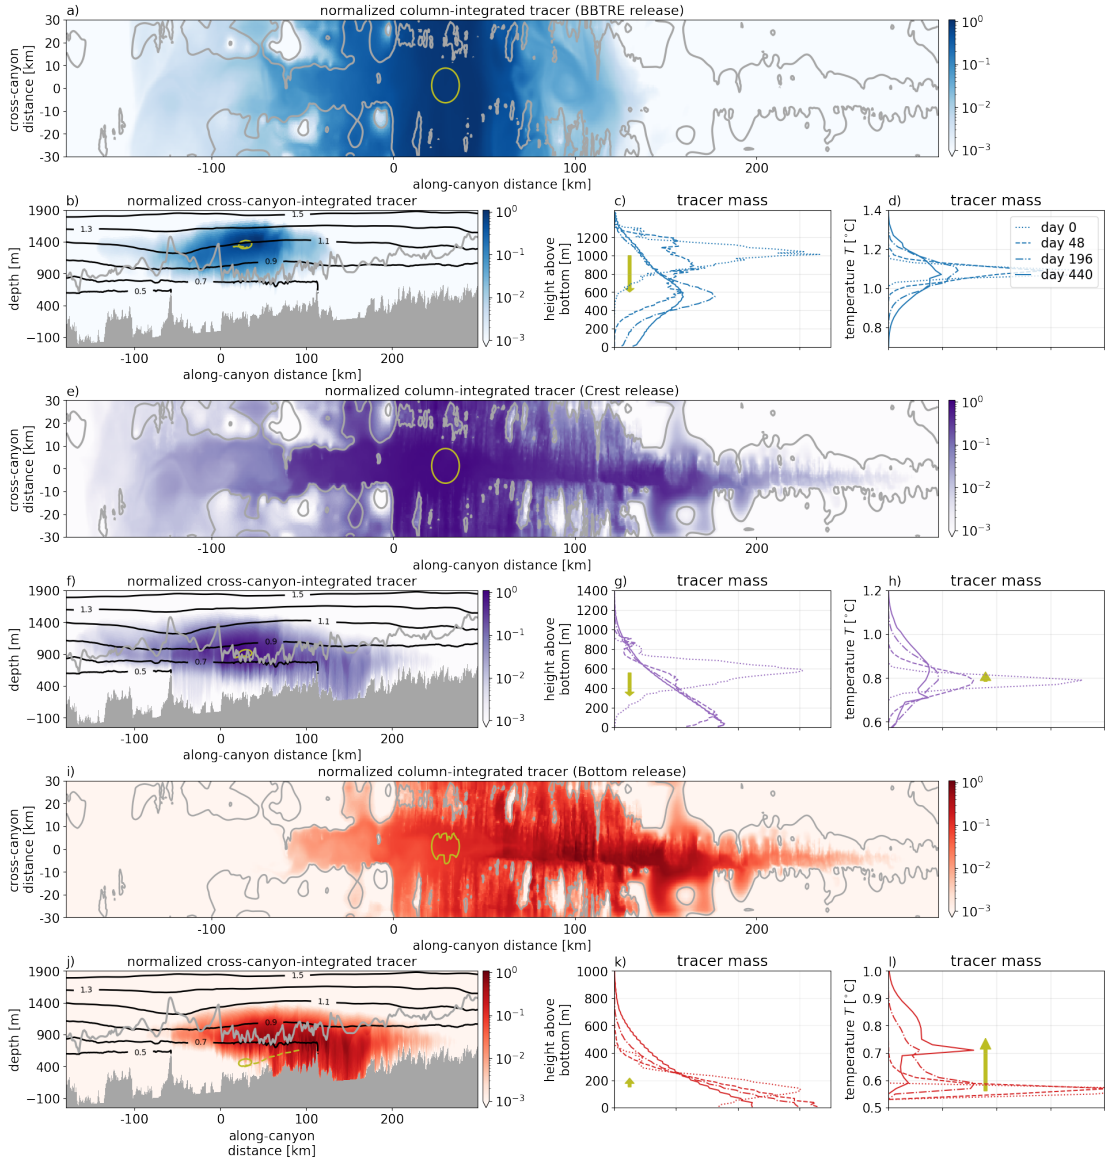 a) normalized column-integrated tracer (BBTRE release)
cross-canyon
distance [km]
30
20
10
0
-10
-20
-30
-100 0 100 200
along-canyon distance [km]
10^0
10^-1
10^-2
10^-3
b) normalized cross-canyon-integrated tracer
depth [m]
1900
1400
900
400
−100
1.5
1.3
1.1
0.9
0.7
0.5
-100 0 100 200
along-canyon distance [km]
10^0
10^-1
10^-2
10^-3
c) tracer mass
height above
bottom [m]
1200
1000
800
600
400
200
0
d) tracer mass
temperature T [°C]
1.4
1.2
1.0
0.8
day 0
day 48
day 196
day 440
e) normalized column-integrated tracer (Crest release)
cross-canyon
distance [km]
30
20
10
0
-10
-20
-30
-100 0 100 200
along-canyon distance [km]
10^0
10^-1
10^-2
10^-3
f) normalized cross-canyon-integrated tracer
depth [m]
1900
1400
900
400
−100
1.5
1.3
1.1
0.9
0.7
0.5
-100 0 100 200
along-canyon distance [km]
10^0
10^-1
10^-2
10^-3
g) tracer mass
height above
bottom [m]
1400
1200
1000
800
600
400
200
0
h) tracer mass
temperature T [°C]
1.2
1.0
0.8
0.6
i) normalized column-integrated tracer (Bottom release)
cross-canyon
distance [km]
30
20
10
0
-10
-20
-30
-100 0 100 200
along-canyon distance [km]
10^0
10^-1
10^-2
10^-3
j) normalized cross-canyon-integrated tracer
depth [m]
1900
1400
900
400
−100
1.5
1.3
1.1
0.9
0.7
0.5
-100 0 100 200
along-canyon
distance [km]
10^0
10^-1
10^-2
10^-3
k) tracer mass
height above
bottom [m]
1000
800
600
400
200
0
l) tracer mass
temperature T [°C]
1.0
0.9
0.8
0.7
0.6
0.5